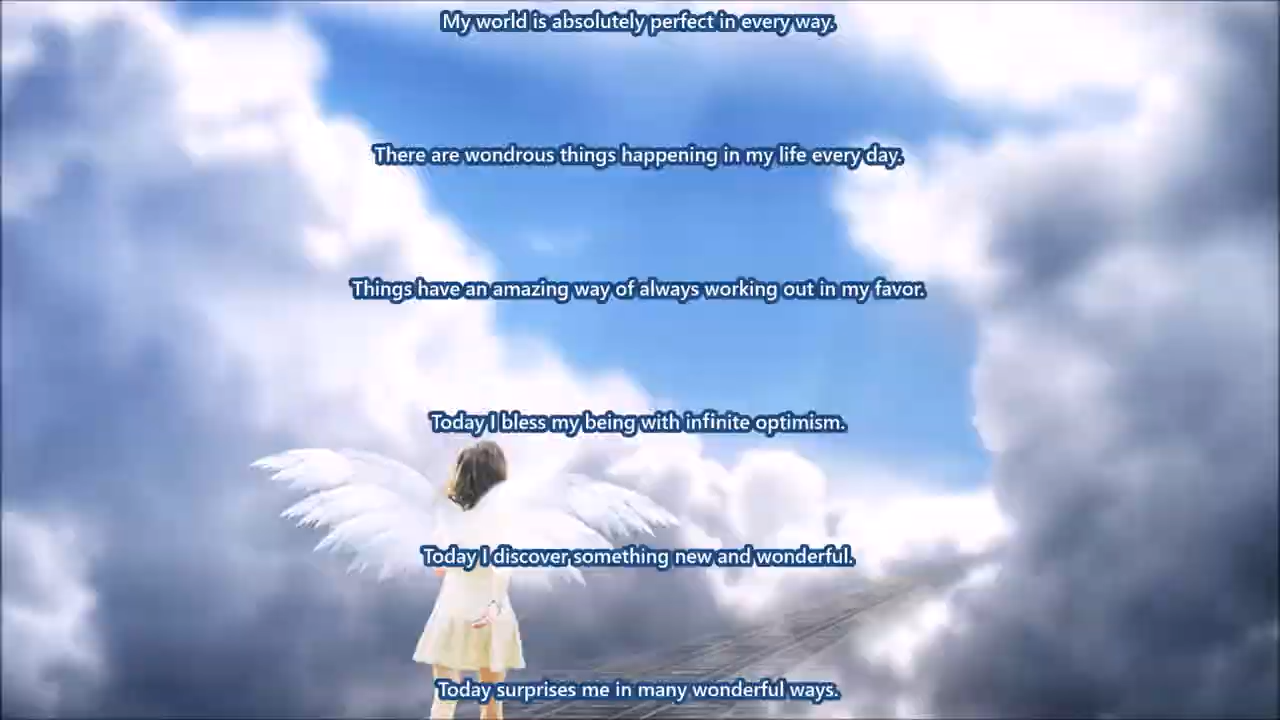 My world is absolutely perfect in every way.
There are wondrous things happening in my life every day.
Things have an amazing way of always working out in my favor.
Today I bless my being with infinite optimism.
Today I discover something new and wonderful.
Today surprises me in many wonderful ways.